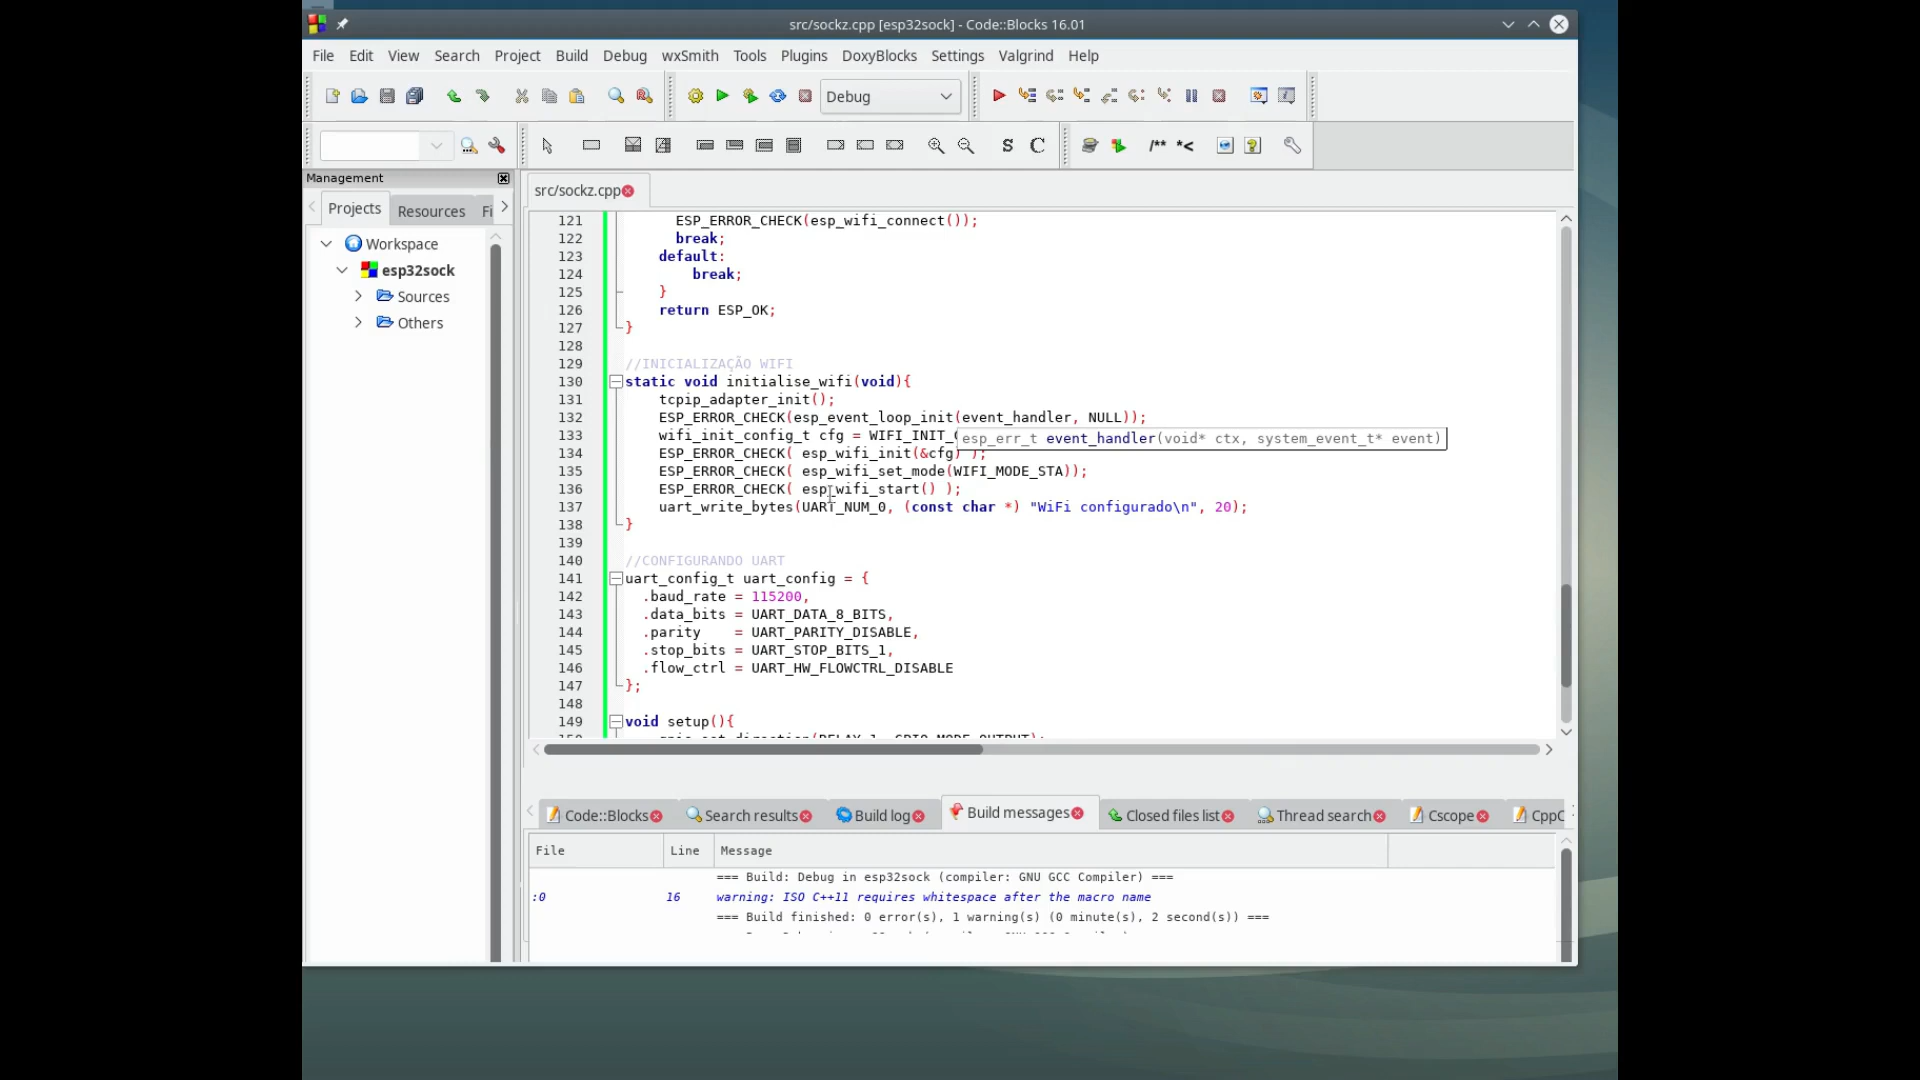 src/sockz.cpp [esp32sock] - Code::Blocks 16.01
File Edit View Search Project Build Debug wxSmith Tools Plugins DoxyBlocks Settings Valgrind Help
Debug
S C /** *<
Management
Projects Resources Fi
Workspace
esp32sock
Sources
Others
src/sockz.cpp
121 ESP_ERROR_CHECK(esp_wifi_connect());
122 break;
123 default:
124 break;
125 }
126 return ESP_OK;
127 }
128
129 //INICIALIZAÇÃO WIFI
130 static void initialise_wifi(void){
131 tcpip_adapter_init();
132 ESP_ERROR_CHECK(esp_event_loop_init(event_handler, NULL));
133 wifi_init_config_t cfg = WIFI_INIT_
esp_err_t event_handler(void* ctx, system_event_t* event)
134 ESP_ERROR_CHECK( esp_wifi_init(&cfg) );
135 ESP_ERROR_CHECK( esp_wifi_set_mode(WIFI_MODE_STA));
136 ESP_ERROR_CHECK( esp_wifi_start() );
137 uart_write_bytes(UART_NUM_0, (const char *) "WiFi configurado\n", 20);
138 }
139
140 //CONFIGURANDO UART
141 uart_config_t uart_config = {
142 .baud_rate = 115200,
143 .data_bits = UART_DATA_8_BITS,
144 .parity = UART_PARITY_DISABLE,
145 .stop_bits = UART_STOP_BITS_1,
146 .flow_ctrl = UART_HW_FLOWCTRL_DISABLE
147 };
148
149 void setup(){
Code::Blocks Search results Build log Build messages Closed files list Thread search Cscope CppC
File Line Message
=== Build: Debug in esp32sock (compiler: GNU GCC Compiler) ===
:0 16 warning: ISO C++11 requires whitespace after the macro name
=== Build finished: 0 error(s), 1 warning(s) (0 minute(s), 2 second(s)) ===